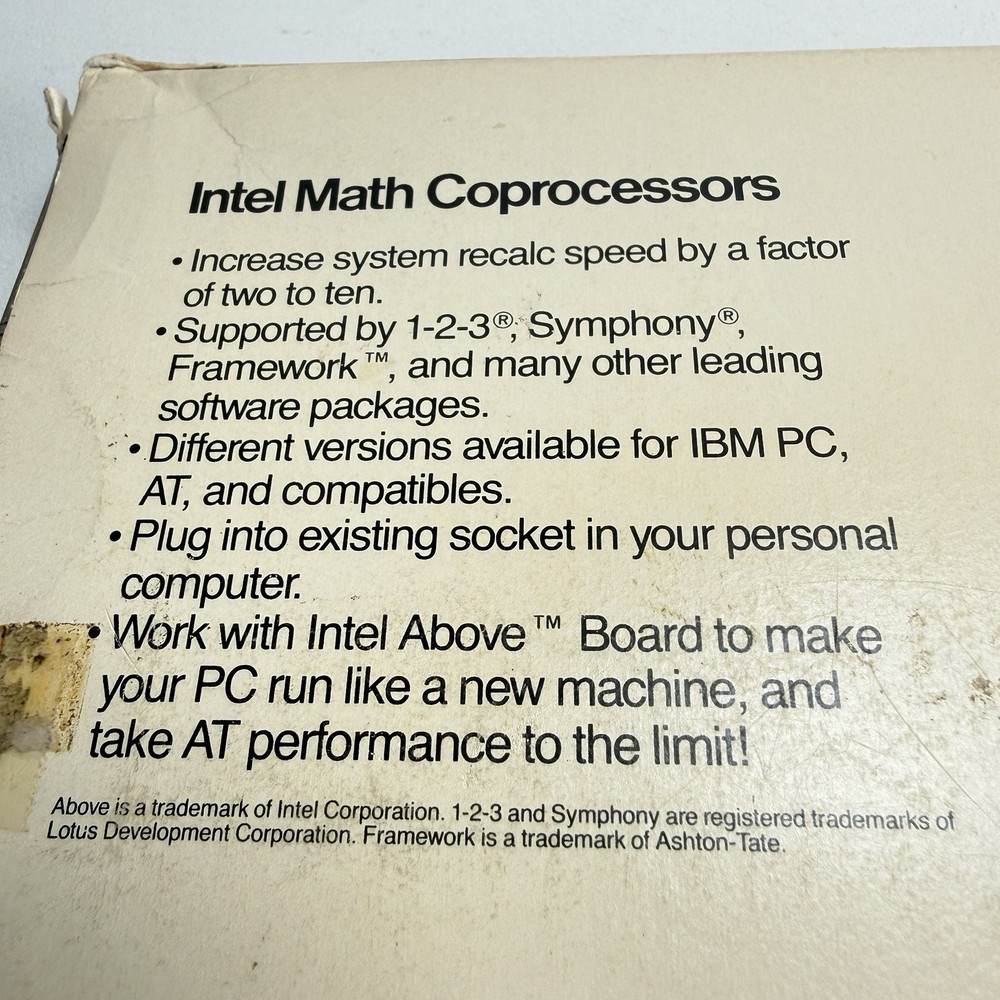 Intel Math Coprocessors
• Increase system recalc speed by a factor
of two to ten.
• Supported by 1-2-3®, Symphony®,
Framework™, and many other leading
software packages.
• Different versions available for IBM PC,
AT, and compatibles.
• Plug into existing socket in your personal
computer.
• Work with Intel Above™ Board to make
your PC run like a new machine, and
take AT performance to the limit!
Above is a trademark of Intel Corporation. 1-2-3 and Symphony are registered trademarks of
Lotus Development Corporation. Framework is a trademark of Ashton-Tate.